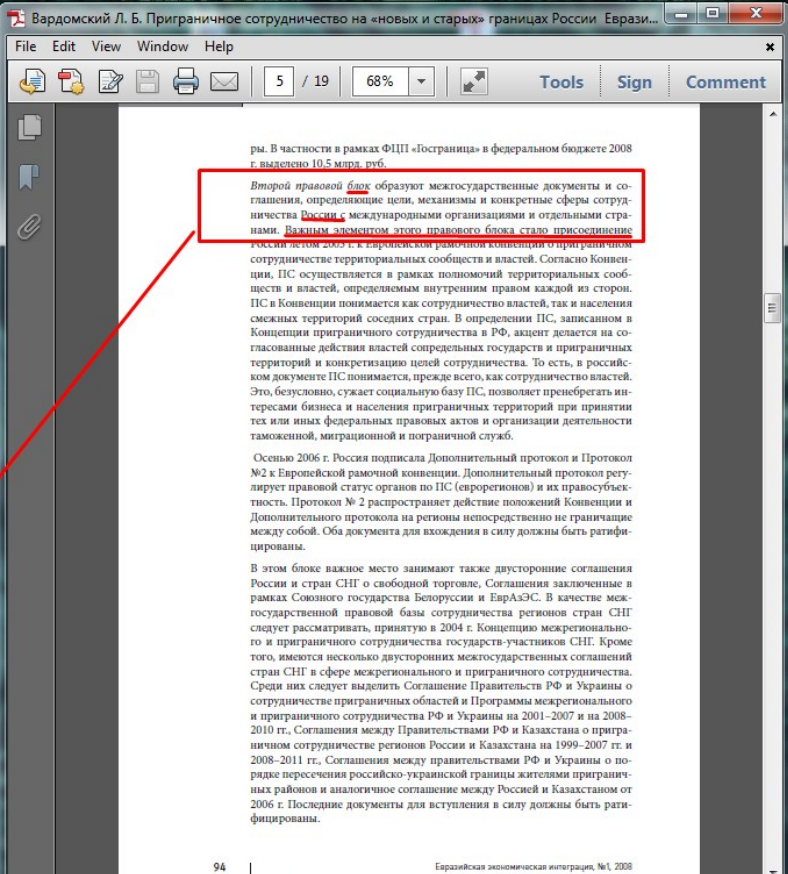 Вардомский Л. Б. Приграничное сотрудничество на «новых и старых» границах России Еврази...
File Edit View Window Help
5 / 19 68% Tools Sign Comment
ры. В частности в рамках ФЦП «Госграница» в федеральном бюджете 2008
г. выделено 10,5 млрд. руб.
Второй правовой блок образуют межгосударственные документы и со-
глашения, определяющие цели, механизмы и конкретные сферы сотруд-
ничества России с международными организациями и отдельными стра-
нами. Важным элементом этого правового блока стало присоединение
России летом 2003 г. к Европейской рамочной конвенции о приграничном
сотрудничестве территориальных сообществ и властей. Согласно Конвен-
ции, ПС осуществляется в рамках полномочий территориальных сооб-
ществ и властей, определяемым внутренним правом каждой из сторон.
ПС в Конвенции понимается как сотрудничество властей, так и населения
смежных территорий соседних стран. В определении ПС, записанном в
Концепции приграничного сотрудничества в РФ, акцент делается на со-
гласованные действия властей сопредельных государств и приграничных
территорий и конкретизацию целей сотрудничества. То есть, в российс-
ком документе ПС понимается, прежде всего, как сотрудничество властей.
Это, безусловно, сужает социальную базу ПС, позволяет пренебрегать ин-
тересами бизнеса и населения приграничных территорий при принятии
тех или иных федеральных правовых актов и организации деятельности
таможенной, миграционной и пограничной служб.
Осенью 2006 г. Россия подписала Дополнительный протокол и Протокол
№2 к Европейской рамочной конвенции. Дополнительный протокол регу-
лирует правовой статус органов по ПС (еврорегионов) и их правосубъек-
тность. Протокол № 2 распространяет действие положений Конвенции и
Дополнительного протокола на регионы непосредственно не граничащие
между собой. Оба документа для вхождения в силу должны быть ратифи-
цированы.
В этом блоке важное место занимают также двусторонние соглашения
России и стран СНГ о свободной торговле, Соглашения заключенные в
рамках Союзного государства Белоруссии и ЕврАзЭС. В качестве меж-
государственной правовой базы сотрудничества регионов стран СНГ
следует рассматривать, принятую в 2004 г. Концепцию межрегионально-
го и приграничного сотрудничества государств-участников СНГ. Кроме
того, имеются несколько двусторонних межгосударственных соглашений
стран СНГ в сфере межрегионального и приграничного сотрудничества.
Среди них следует выделить Соглашение Правительств РФ и Украины о
сотрудничестве приграничных областей и Программы межрегионального
и приграничного сотрудничества РФ и Украины на 2001–2007 и на 2008–
2010 гг., Соглашения между Правительствами РФ и Казахстана о пригра-
ничном сотрудничестве регионов России и Казахстана на 1999–2007 гг. и
2008–2011 гг., Соглашения между правительствами РФ и Украины о по-
рядке пересечения российско-украинской границы жителями пригранич-
ных районов и аналогичное соглашение между Россией и Казахстаном от
2006 г. Последние документы для вступления в силу должны быть рати-
фицированы.
94 Евразийская экономическая интеграция, №1, 2008